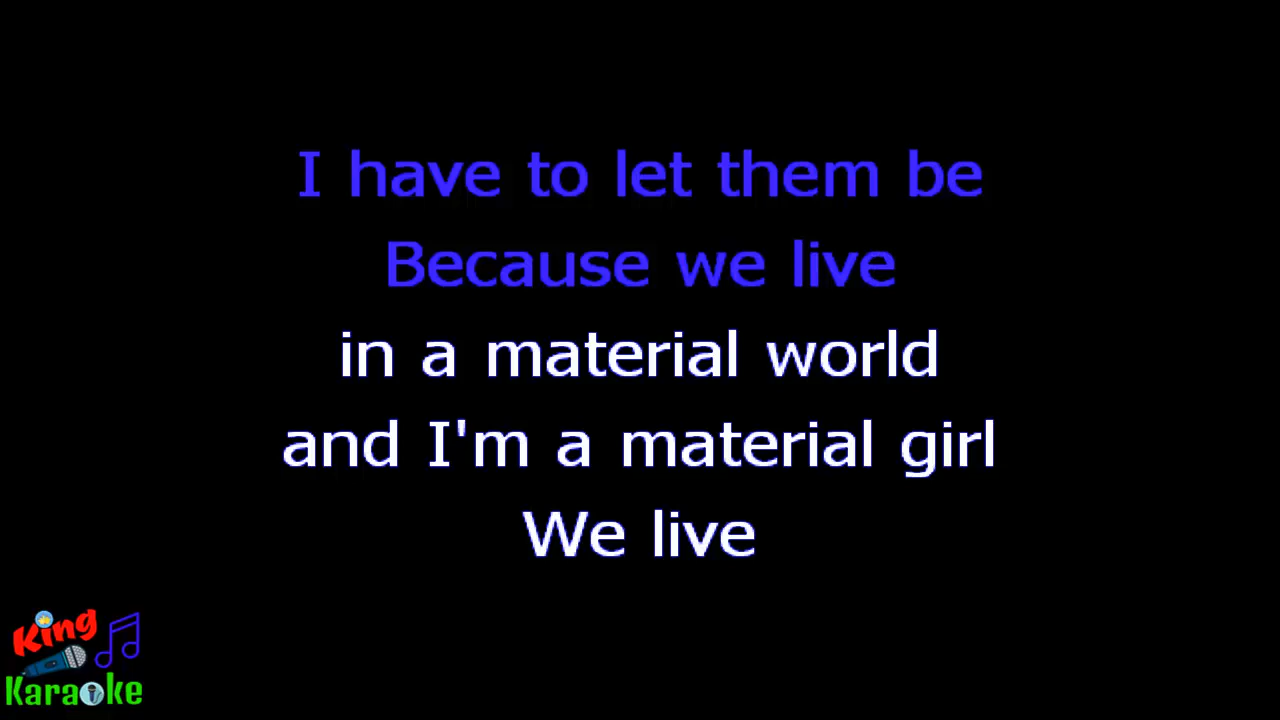 I have to let them be
Because we live
in a material world
and I'm a material girl
We live
King
Karaoke